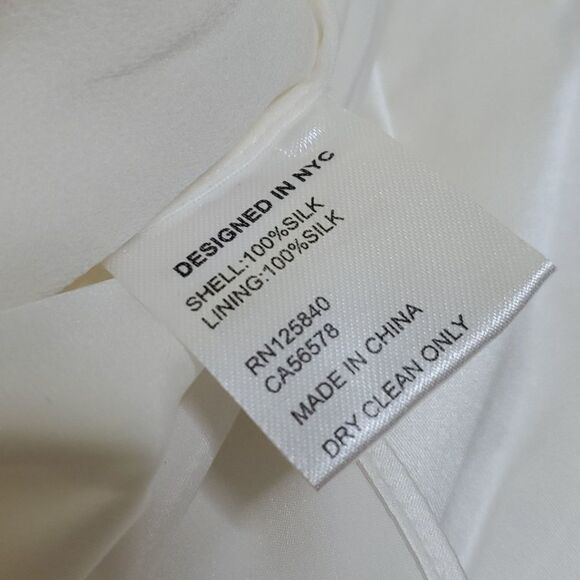 DESIGNED IN NYC
SHELL:100%SILK
LINING:100%SILK
RN125840
CA56578
MADE IN CHINA
DRY CLEAN ONLY